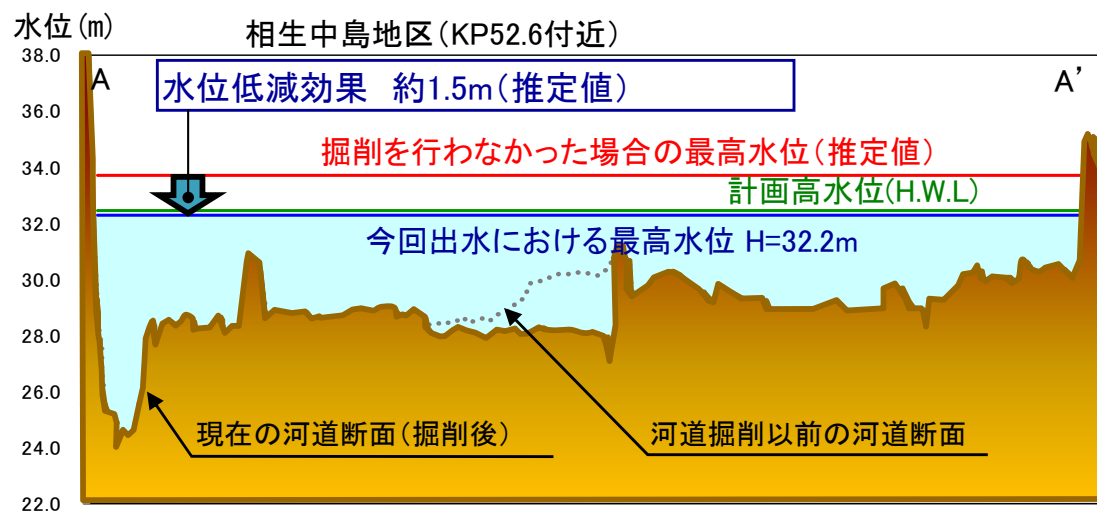 水位(m)
相生中島地区(KP52.6付近)
38.0
A
A’
水位低減効果 約1.5m(推定値)
36.0
掘削を行わなかった場合の最高水位(推定値)
34.0
計画高水位(H.W.L)
32.0
今回出水における最高水位 H=32.2m
30.0
28.0
26.0
現在の河道断面(掘削後)
河道掘削以前の河道断面
24.0
22.0